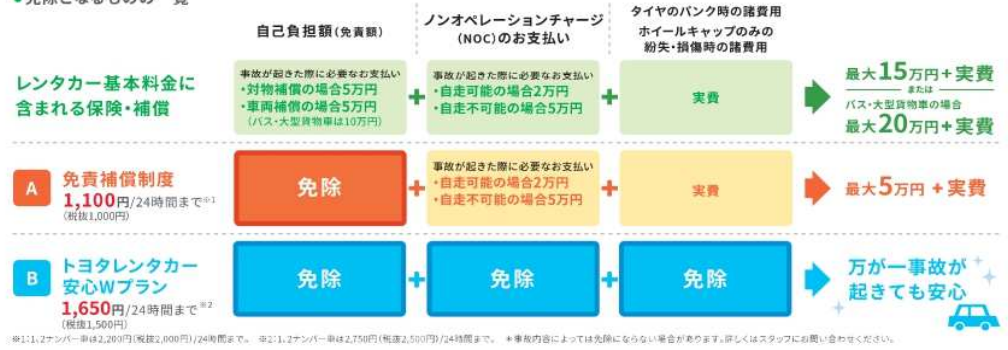 ●免除となるものの一覧
自己負担額(免責額)
ノンオペレーションチャージ
(NOC)のお支払い
タイヤのパンク時の諸費用
ホイールキャップのみの
紛失・損傷時の諸費用
レンタカー基本料金に
含まれる保険・補償
事故が起きた際に必要なお支払い
・対物補償の場合5万円
・車両補償の場合5万円
(バス・大型貨物車は10万円)
+
事故が起きた際に必要なお支払い
・自走可能の場合2万円
・自走不可能の場合5万円
+
実費
最大15万円+実費
または
バス・大型貨物車の場合
最大20万円+実費
A
免責補償制度
1,100円/24時間まで※1
(税抜1,000円)
免除
+
事故が起きた際に必要なお支払い
・自走可能の場合2万円
・自走不可能の場合5万円
+
実費
最大5万円+実費
B
トヨタレンタカー
安心Wプラン
1,650円/24時間まで※2
(税抜1,500円)
免除
+
免除
+
免除
万が一事故が
起きても安心
※1:1、2ナンバー車は2,200円(税抜2,000円)/24時間まで。 ※2:1、2ナンバー車は2,750円(税抜2,500円)/24時間まで。 *事故内容によっては免除にならない場合があります。詳しくはスタッフにお問い合わせください。